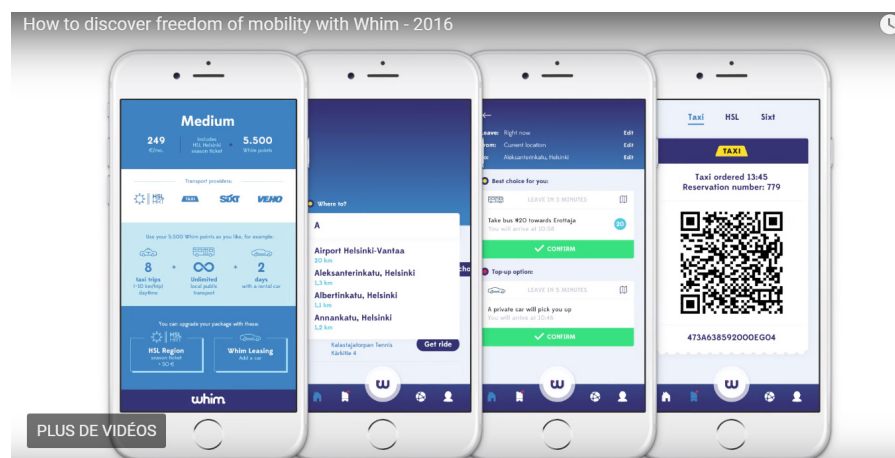 How to discover freedom of mobility with Whim - 2016
Medium
249
€/mo.
Includes
HSL Helsinki
season ticket
+
5.500
Whim points
Transport providers:
HSL
HRT
TAXI
SIXT
VEHO
Use your 5.500 Whim points as you like, for example:
8
+
∞
+
2
taxi trips
(~10 km/trip)
daytime
Unlimited
local public
transport
days
with a rental car
You can upgrade your package with these:
HSL
HRT
HSL Region
season ticket
+50 €
Whim Leasing
Add a car
whim
Where to?
A
Airport Helsinki-Vantaa
20 km
Aleksanterinkatu, Helsinki
1,3 km
Albertinkatu, Helsinki
1,1 km
Annankatu, Helsinki
1,2 km
Kalastajatorpan Tennis
Kärkitie 4
Get ride
w
Leave: Right now Edit
From: Current location Edit
To: Aleksanterinkatu, Helsinki Edit
Best choice for you:
LEAVE IN 3 MINUTES
Take bus #20 towards Erottaja
You will arrive at 10:58
20
CONFIRM
Top-up option:
LEAVE IN 5 MINUTES
A private car will pick you up
You will arrive at 10:46
CONFIRM
w
Taxi HSL Sixt
TAXI
Taxi ordered 13:45
Reservation number: 779
473A638592000EG04
w
PLUS DE VIDÉOS